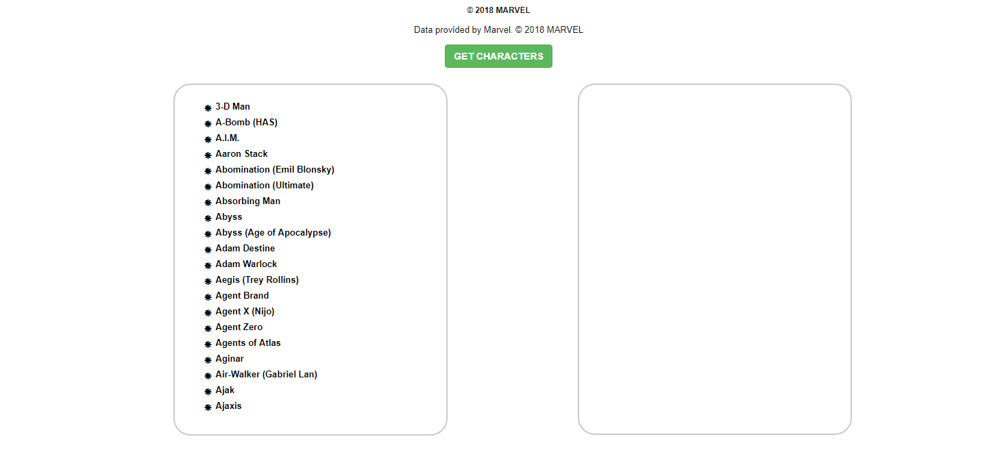 © 2018 MARVEL
Data provided by Marvel. © 2018 MARVEL
GET CHARACTERS
3-D Man
A-Bomb (HAS)
A.I.M.
Aaron Stack
Abomination (Emil Blonsky)
Abomination (Ultimate)
Absorbing Man
Abyss
Abyss (Age of Apocalypse)
Adam Destine
Adam Warlock
Aegis (Trey Rollins)
Agent Brand
Agent X (Nijo)
Agent Zero
Agents of Atlas
Aginar
Air-Walker (Gabriel Lan)
Ajak
Ajaxis